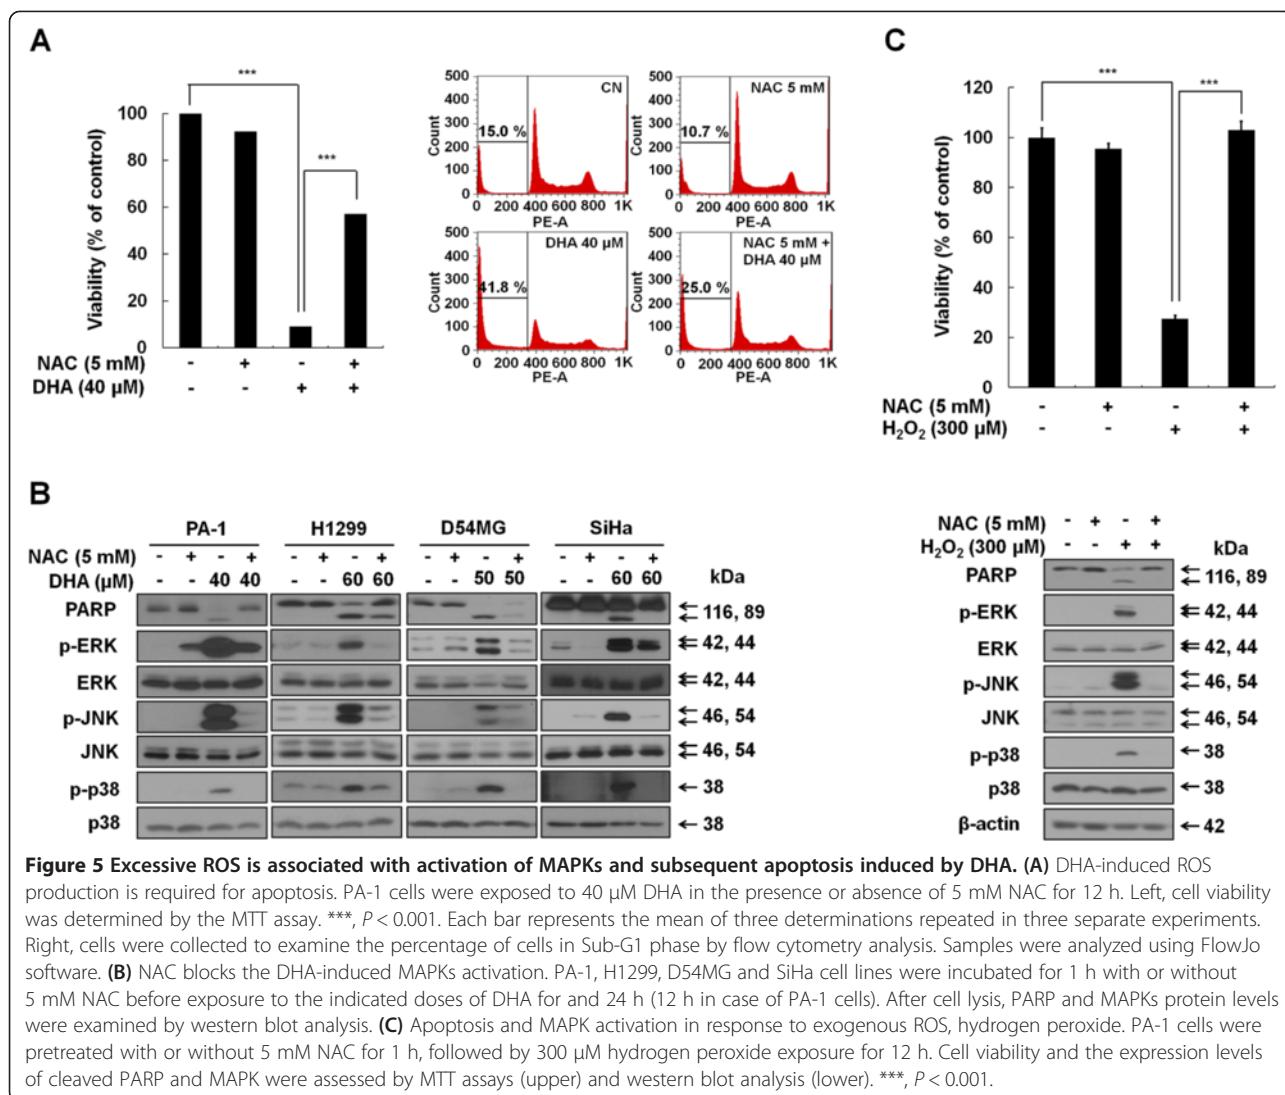 A
***
***
100
80
60
40
20
0
Viability (% of control)
NAC (5 mM) - + - +
DHA (40 µM) - - + +
500
400
300
200
100
0
Count
CN
15.0 %
0 200 400 600 800 1K
PE-A
500
400
300
200
100
0
Count
NAC 5 mM
10.7 %
0 200 400 600 800 1K
PE-A
500
400
300
200
100
0
Count
DHA 40 µM
41.8 %
0 200 400 600 800 1K
PE-A
500
400
300
200
100
0
Count
NAC 5 mM +
DHA 40 µM
25.0 %
0 200 400 600 800 1K
PE-A
C
***
***
120
100
80
60
40
20
0
Viability (% of control)
NAC (5 mM) - + - +
H₂O₂ (300 µM) - - + +
B
PA-1 H1299 D54MG SiHa
NAC (5 mM) - + - + - + - + - + - + - + - +
DHA (µM) - - 40 40 - - 60 60 - - 50 50 - - 60 60 kDa
PARP ← 116, 89
p-ERK ← 42, 44
ERK ← 42, 44
p-JNK ← 46, 54
JNK ← 46, 54
p-p38 ← 38
p38 ← 38
NAC (5 mM) - + - +
H₂O₂ (300 µM) - - + + kDa
PARP ← 116, 89
p-ERK ← 42, 44
ERK ← 42, 44
p-JNK ← 46, 54
JNK ← 46, 54
p-p38 ← 38
p38 ← 38
β-actin ← 42
Figure 5 Excessive ROS is associated with activation of MAPKs and subsequent apoptosis induced by DHA. (A) DHA-induced ROS
production is required for apoptosis. PA-1 cells were exposed to 40 µM DHA in the presence or absence of 5 mM NAC for 12 h. Left, cell viability
was determined by the MTT assay. ***, P < 0.001. Each bar represents the mean of three determinations repeated in three separate experiments.
Right, cells were collected to examine the percentage of cells in Sub-G1 phase by flow cytometry analysis. Samples were analyzed using FlowJo
software. (B) NAC blocks the DHA-induced MAPKs activation. PA-1, H1299, D54MG and SiHa cell lines were incubated for 1 h with or without
5 mM NAC before exposure to the indicated doses of DHA for and 24 h (12 h in case of PA-1 cells). After cell lysis, PARP and MAPKs protein levels
were examined by western blot analysis. (C) Apoptosis and MAPK activation in response to exogenous ROS, hydrogen peroxide. PA-1 cells were
pretreated with or without 5 mM NAC for 1 h, followed by 300 µM hydrogen peroxide exposure for 12 h. Cell viability and the expression levels
of cleaved PARP and MAPK were assessed by MTT assays (upper) and western blot analysis (lower). ***, P < 0.001.